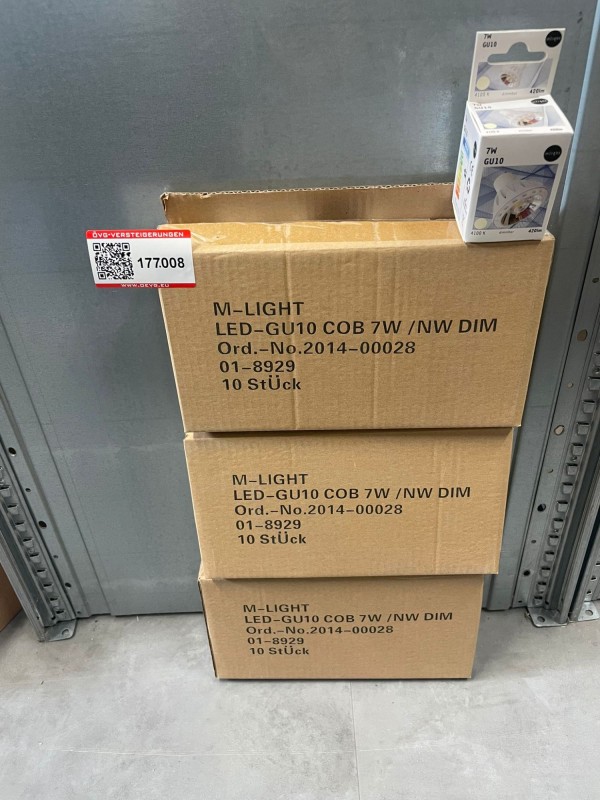 7W
GU10
4100 K
420lm
7W
GU10
4100 K
420lm
ÖVG-VERSTEIGERUNGEN
177.008
WWW.OEVG.EU
M-LIGHT
LED-GU10 COB 7W /NW DIM
Ord.-No.2014-00028
01-8929
10 StÜck
M-LIGHT
LED-GU10 COB 7W /NW DIM
Ord.-No.2014-00028
01-8929
10 StÜck
M-LIGHT
LED-GU10 COB 7W /NW DIM
Ord.-No.2014-00028
01-8929
10 StÜck